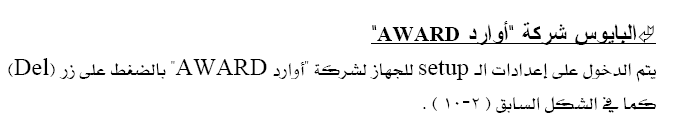 البايوس شركة "أوارد AWARD"
يتم الدخول على إعدادات الـ setup للجهاز لشركة "أوارد AWARD" بالضغط على زر (Del)
كما في الشكل السابق ( ٢-١٠ ) .